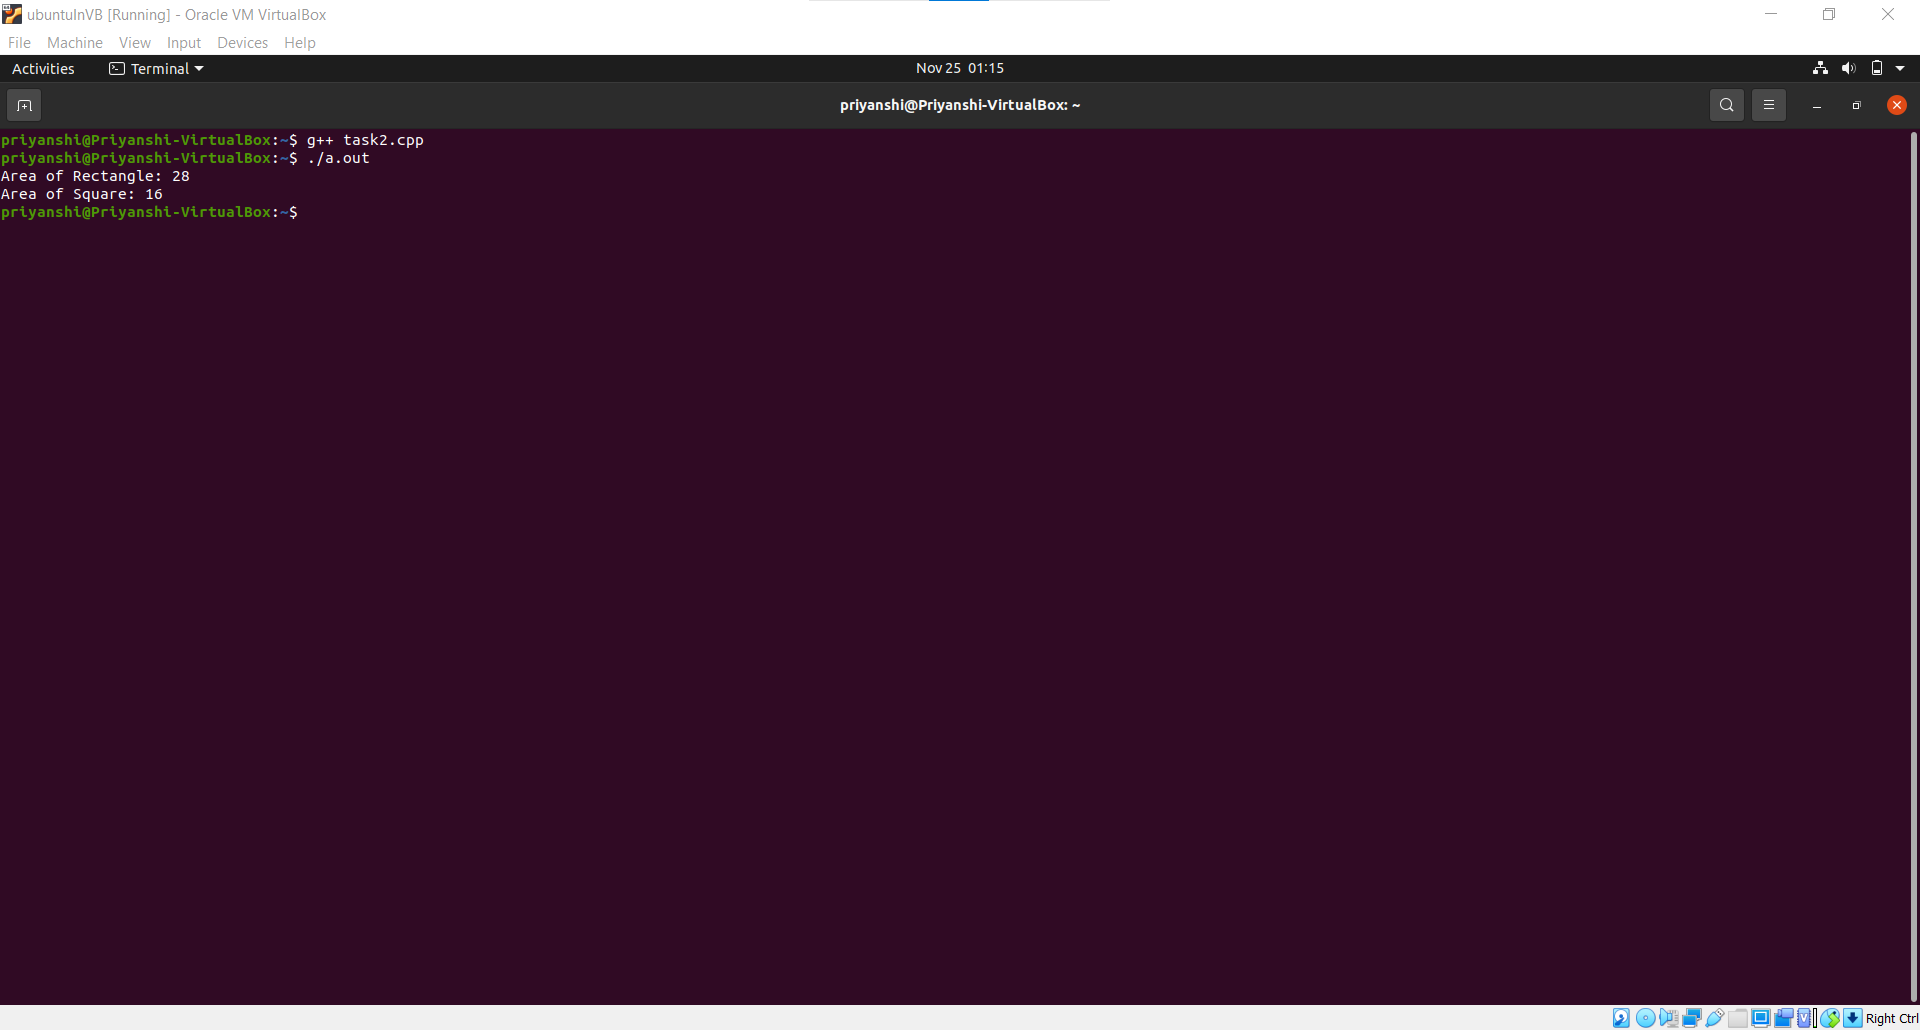 ubuntuInVB [Running] - Oracle VM VirtualBox
File Machine View Input Devices Help
Activities Terminal Nov 25 01:15
priyanshi@Priyanshi-VirtualBox: ~
priyanshi@Priyanshi-VirtualBox:~$ g++ task2.cpp
priyanshi@Priyanshi-VirtualBox:~$ ./a.out
Area of Rectangle: 28
Area of Square: 16
priyanshi@Priyanshi-VirtualBox:~$
Right Ctrl